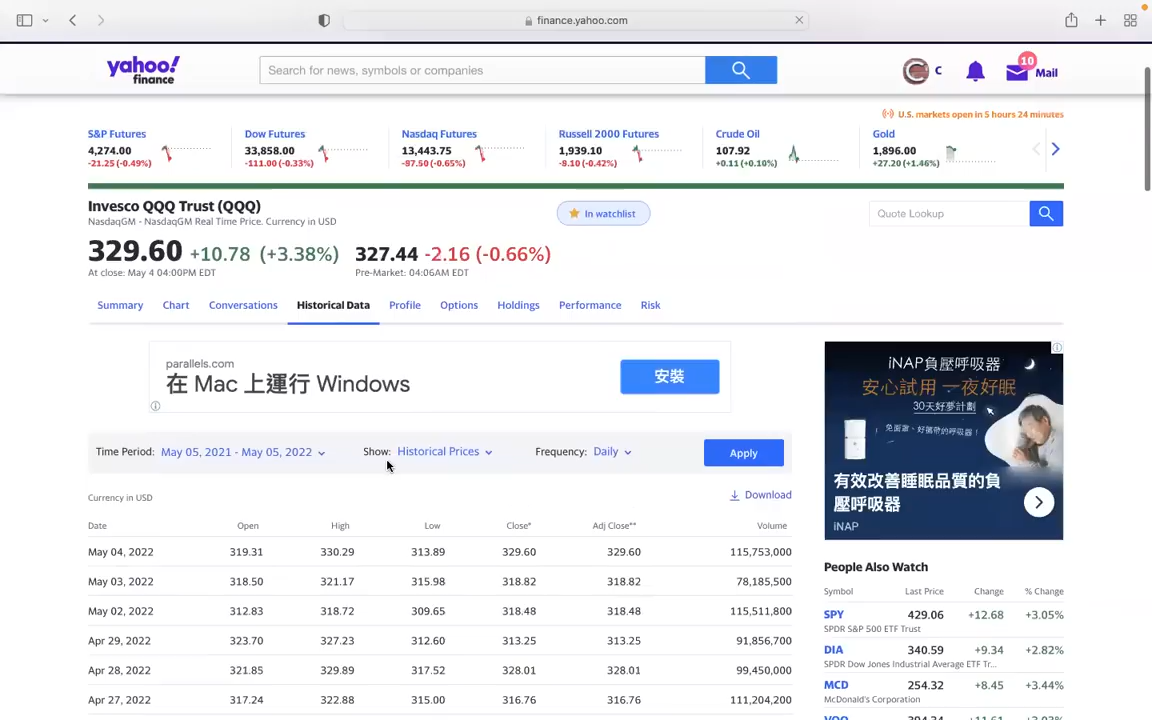 finance.yahoo.com
yahoo!
finance
Search for news, symbols or companies
C
10
Mail
U.S. markets open in 5 hours 24 minutes
S&P Futures
4,274.00
-21.25 (-0.49%)
Dow Futures
33,858.00
-111.00 (-0.33%)
Nasdaq Futures
13,443.75
-87.50 (-0.65%)
Russell 2000 Futures
1,939.10
-8.10 (-0.42%)
Crude Oil
107.92
+0.11 (+0.10%)
Gold
1,896.00
+27.20 (+1.46%)
Invesco QQQ Trust (QQQ)
NasdaqGM - NasdaqGM Real Time Price. Currency in USD
In watchlist
Quote Lookup
329.60 +10.78 (+3.38%) 327.44 -2.16 (-0.66%)
At close: May 4 04:00PM EDT Pre-Market: 04:06AM EDT
Summary Chart Conversations Historical Data Profile Options Holdings Performance Risk
parallels.com
在 Mac 上運行 Windows
安裝
iNAP負壓呼吸器
安心試用 一夜好眠
30天好夢計劃
有效改善睡眠品質的負
壓呼吸器
iNAP
Time Period: May 05, 2021 - May 05, 2022 Show: Historical Prices Frequency: Daily Apply
Currency in USD Download
Date Open High Low Close* Adj Close** Volume
May 04, 2022 319.31 330.29 313.89 329.60 329.60 115,753,000
May 03, 2022 318.50 321.17 315.98 318.82 318.82 78,185,500
May 02, 2022 312.83 318.72 309.65 318.48 318.48 115,511,800
Apr 29, 2022 323.70 327.23 312.60 313.25 313.25 91,856,700
Apr 28, 2022 321.85 329.89 317.52 328.01 328.01 99,450,000
Apr 27, 2022 317.24 322.88 315.00 316.76 316.76 111,204,200
People Also Watch
Symbol Last Price Change % Change
SPY 429.06 +12.68 +3.05%
SPDR S&P 500 ETF Trust
DIA 340.59 +9.34 +2.82%
SPDR Dow Jones Industrial Average ETF Tr...
MCD 254.32 +8.45 +3.44%
McDonald's Corporation